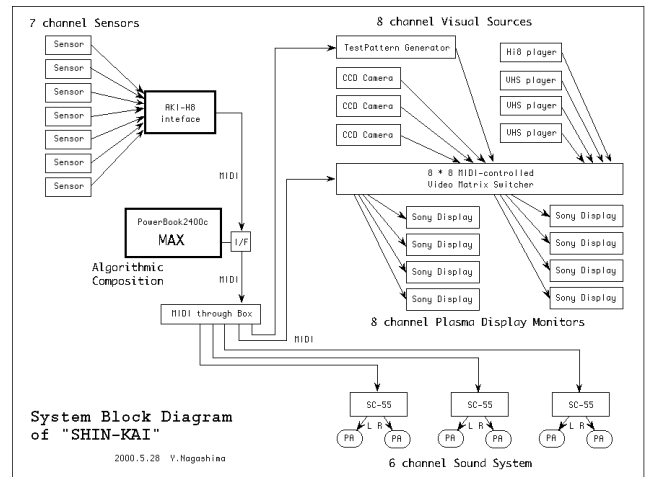 7 channel Sensors
Sensor
Sensor
Sensor
Sensor
Sensor
Sensor
Sensor
AKI-H8
inteface
MIDI
PowerBook2400c
MAX
I/F
Algorithmic
Composition
MIDI
MIDI through Box
MIDI
8 channel Visual Sources
TestPattern Generator
CCD Camera
CCD Camera
CCD Camera
Hi8 player
VHS player
VHS player
VHS player
8 * 8 MIDI-controlled
Video Matrix Switcher
Sony Display
Sony Display
Sony Display
Sony Display
Sony Display
Sony Display
Sony Display
Sony Display
8 channel Plasma Display Monitors
SC-55
L R
PA
PA
SC-55
L R
PA
PA
SC-55
L R
PA
PA
6 channel Sound System
System Block Diagram
of "SHIN-KAI"
2000.5.28 Y.Nagashima